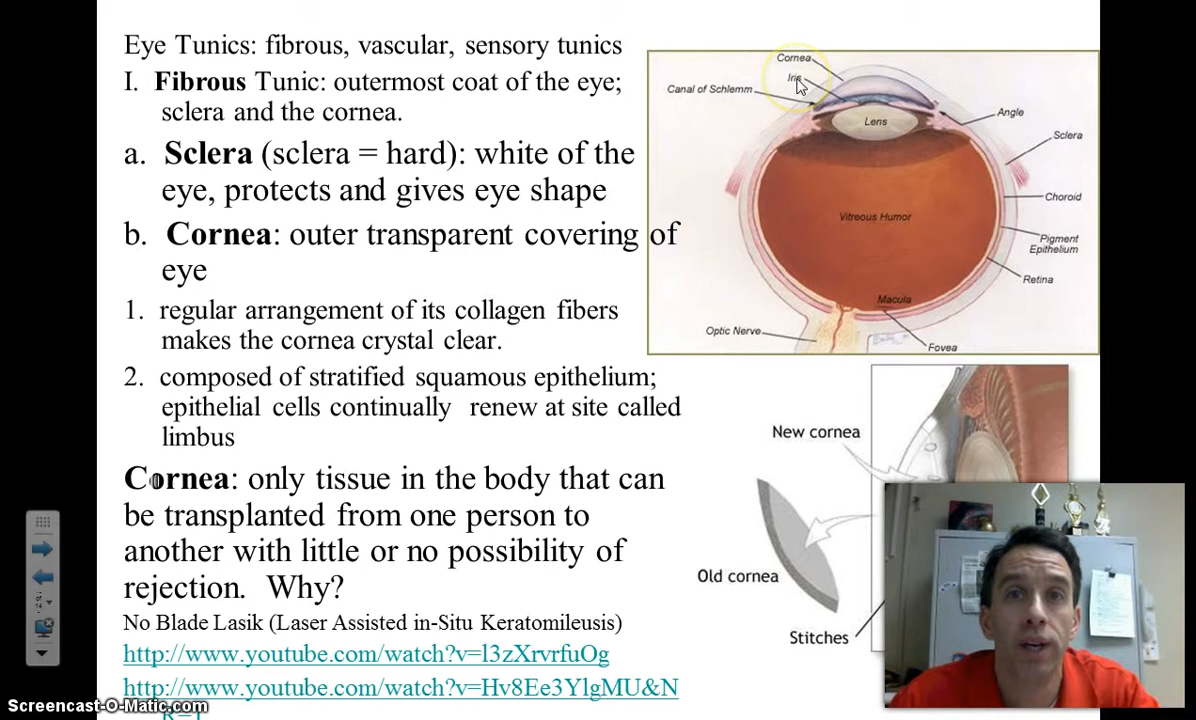 Eye Tunics: fibrous, vascular, sensory tunics
I. Fibrous Tunic: outermost coat of the eye;
sclera and the cornea.
a. Sclera (sclera = hard): white of the
eye, protects and gives eye shape
b. Cornea: outer transparent covering of
eye
1. regular arrangement of its collagen fibers
makes the cornea crystal clear.
2. composed of stratified squamous epithelium;
epithelial cells continually renew at site called
limbus
Cornea: only tissue in the body that can
be transplanted from one person to
another with little or no possibility of
rejection. Why?
No Blade Lasik (Laser Assisted in-Situ Keratomileusis)
http://www.youtube.com/watch?v=l3zXrvrfuOg
http://www.youtube.com/watch?v=Hv8Ee3YlgMU&N
R=1
Cornea
Iris
Canal of Schlemm
Lens
Angle
Sclera
Choroid
Vitreous Humor
Pigment
Epithelium
Retina
Macula
Optic Nerve
Fovea
New cornea
Old cornea
Stitches
Screencast-O-Matic.com